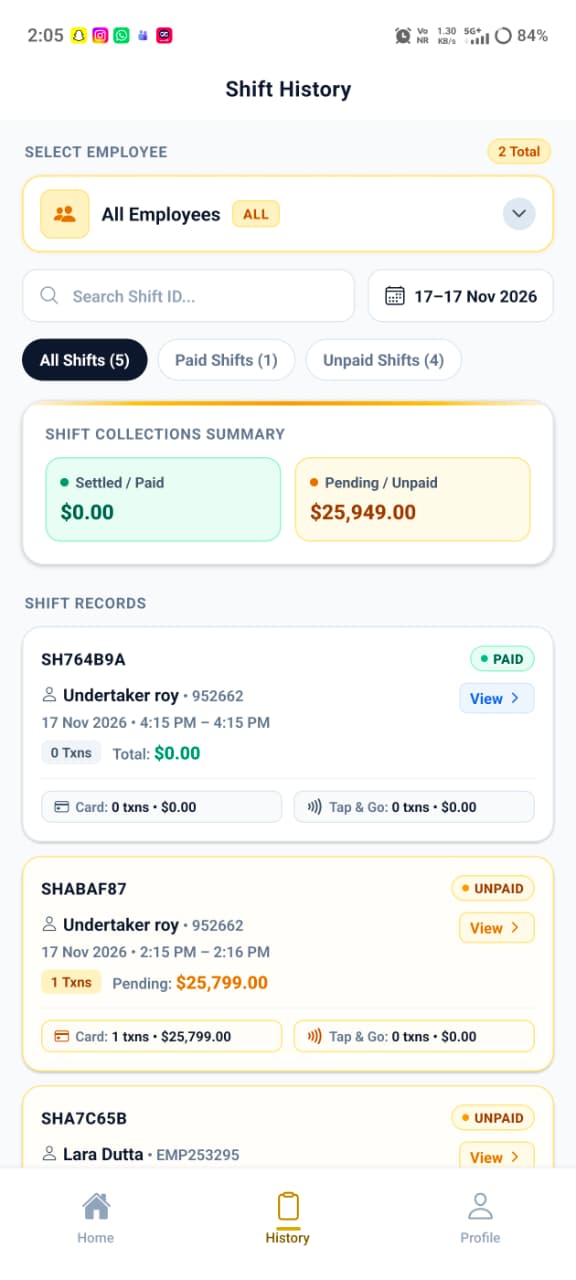 2:05 Vo NR 1.30 KB/s 5G+ 84%
Shift History
SELECT EMPLOYEE 2 Total
All Employees ALL
Search Shift ID... 17–17 Nov 2026
All Shifts (5) Paid Shifts (1) Unpaid Shifts (4)
SHIFT COLLECTIONS SUMMARY
Settled / Paid Pending / Unpaid
$0.00 $25,949.00
SHIFT RECORDS
SH764B9A PAID
Undertaker roy • 952662 View
17 Nov 2026 • 4:15 PM – 4:15 PM
0 Txns Total: $0.00
Card: 0 txns • $0.00 Tap & Go: 0 txns • $0.00
SHABAF87 UNPAID
Undertaker roy • 952662 View
17 Nov 2026 • 2:15 PM – 2:16 PM
1 Txns Pending: $25,799.00
Card: 1 txns • $25,799.00 Tap & Go: 0 txns • $0.00
SHA7C65B UNPAID
Lara Dutta • EMP253295 View
Home History Profile